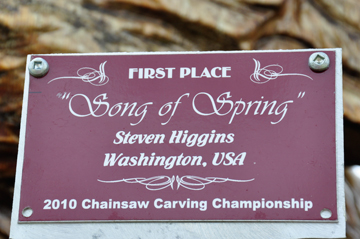 FIRST PLACE
"Song of Spring"
Steven Higgins
Washington, USA
2010 Chainsaw Carving Championship